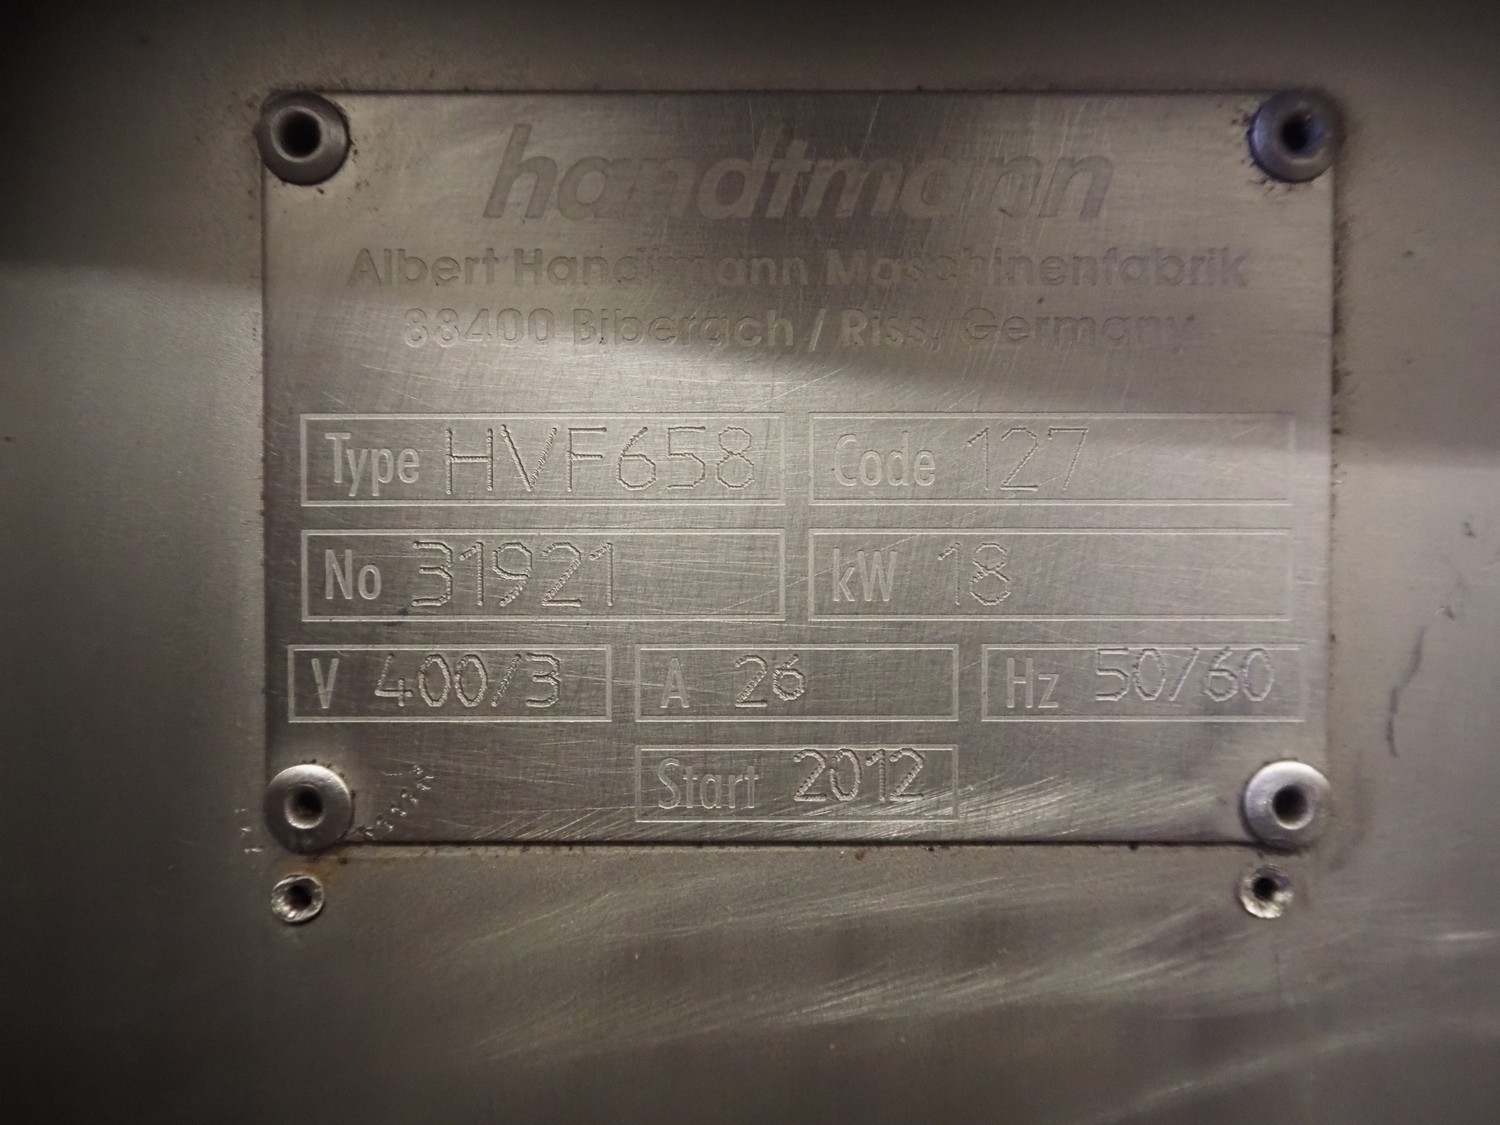 handtmann
Albert Handtmann Maschinenfabrik
88400 Biberach / Riss, Germany
Type HVF658 Code 127
No 31921 kW 18
V 400/3 A 26 Hz 50/60
Start 2012